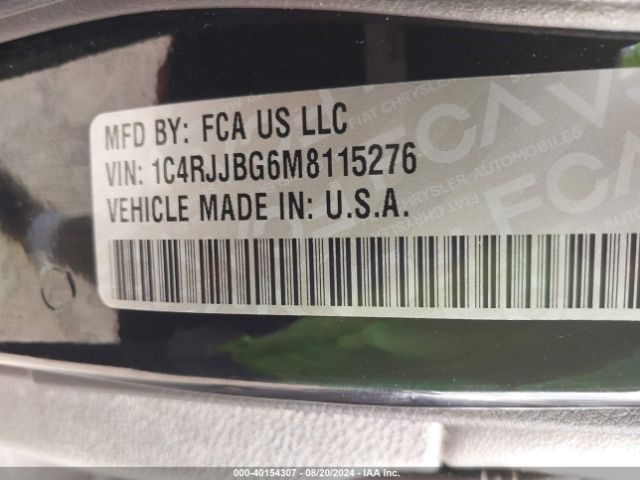 MFD BY: FCA US LLC
VIN: 1C4RJJBG6M8115276
VEHICLE MADE IN: U.S.A.
000-40154307 - 08/20/2024 - IAA Inc.